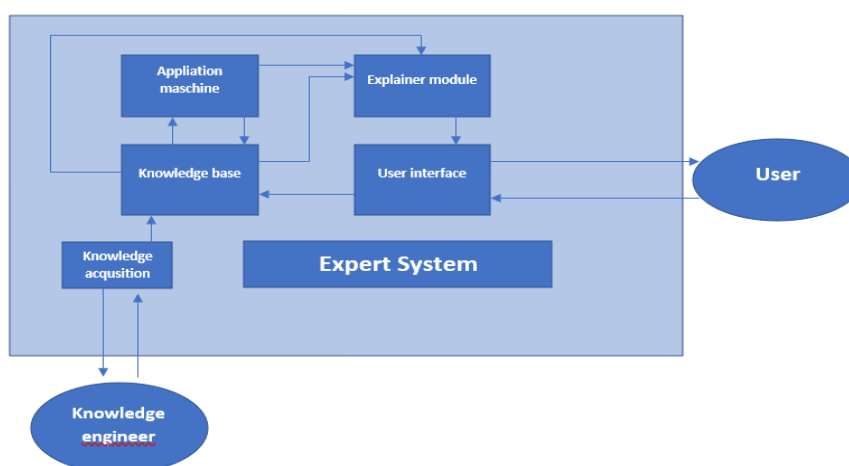 Appliation
maschine
Explainer module
Knowledge base
User interface
User
Knowledge
acqusition
Expert System
Knowledge
engineer